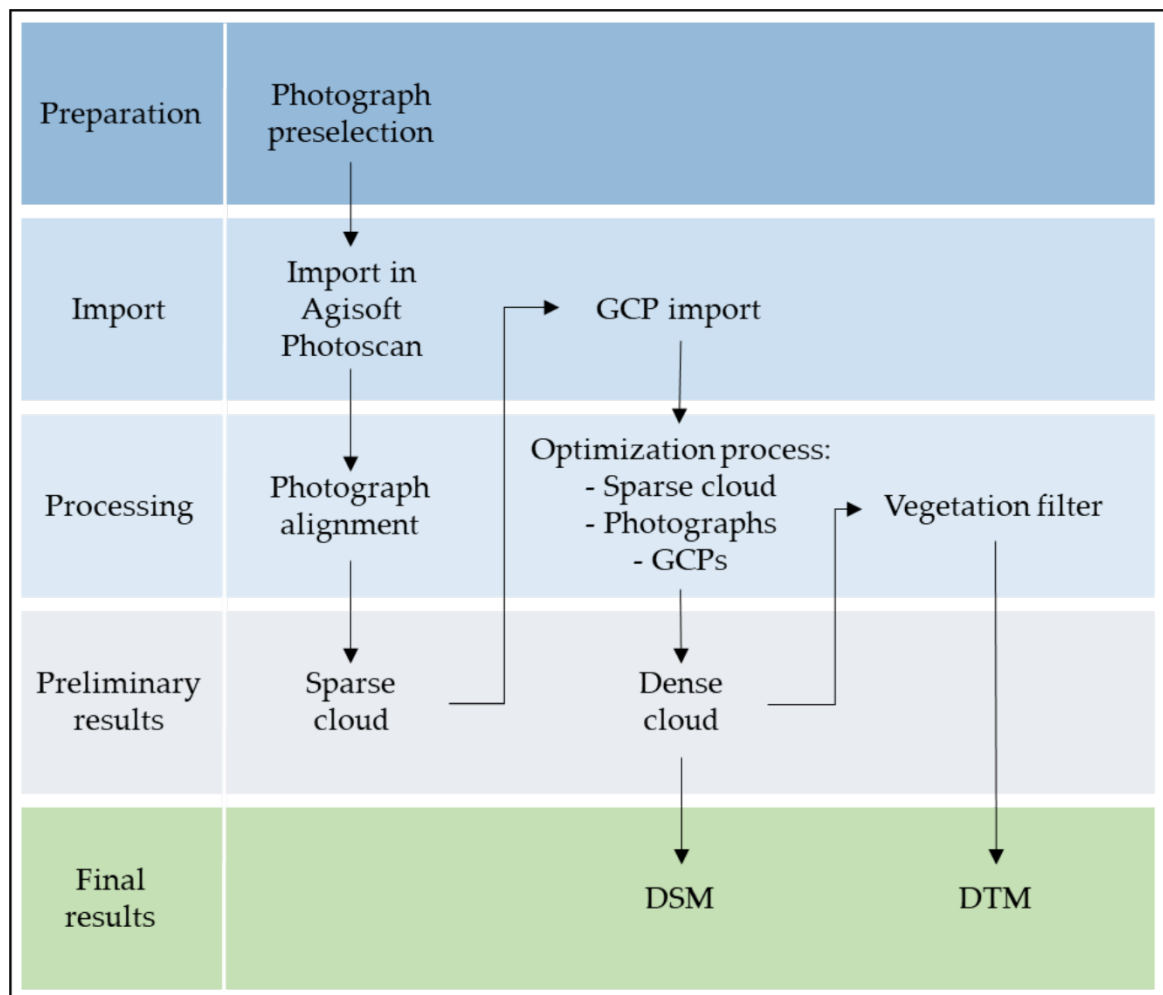 Preparation
Photograph
preselection
Import
Import in
Agisoft
Photoscan
GCP import
Processing
Photograph
alignment
Optimization process:
- Sparse cloud
- Photographs
- GCPs
Vegetation filter
Preliminary
results
Sparse
cloud
Dense
cloud
Final
results
DSM
DTM